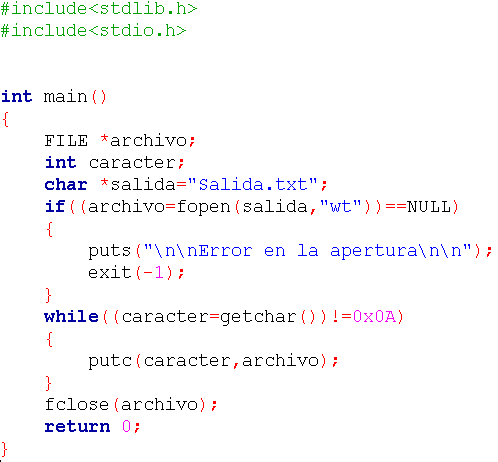 #include<stdlib.h>
#include<stdio.h>
int main()
{
    FILE *archivo;
    int caracter;
    char *salida="Salida.txt";
    if((archivo=fopen(salida,"wt"))==NULL)
    {
        puts("\n\nError en la apertura\n\n");
        exit(-1);
    }
    while((caracter=getchar())!=0x0A)
    {
        putc(caracter,archivo);
    }
    fclose(archivo);
    return 0;
}